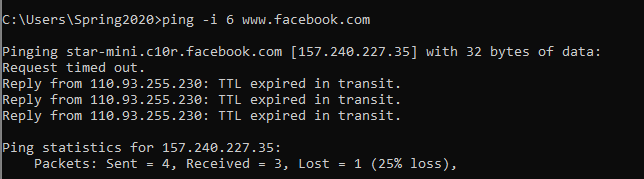 C:\Users\Spring2020>ping -i 6 www.facebook.com
Pinging star-mini.c10r.facebook.com [157.240.227.35] with 32 bytes of data:
Request timed out.
Reply from 110.93.255.230: TTL expired in transit.
Reply from 110.93.255.230: TTL expired in transit.
Reply from 110.93.255.230: TTL expired in transit.
Ping statistics for 157.240.227.35:
    Packets: Sent = 4, Received = 3, Lost = 1 (25% loss),